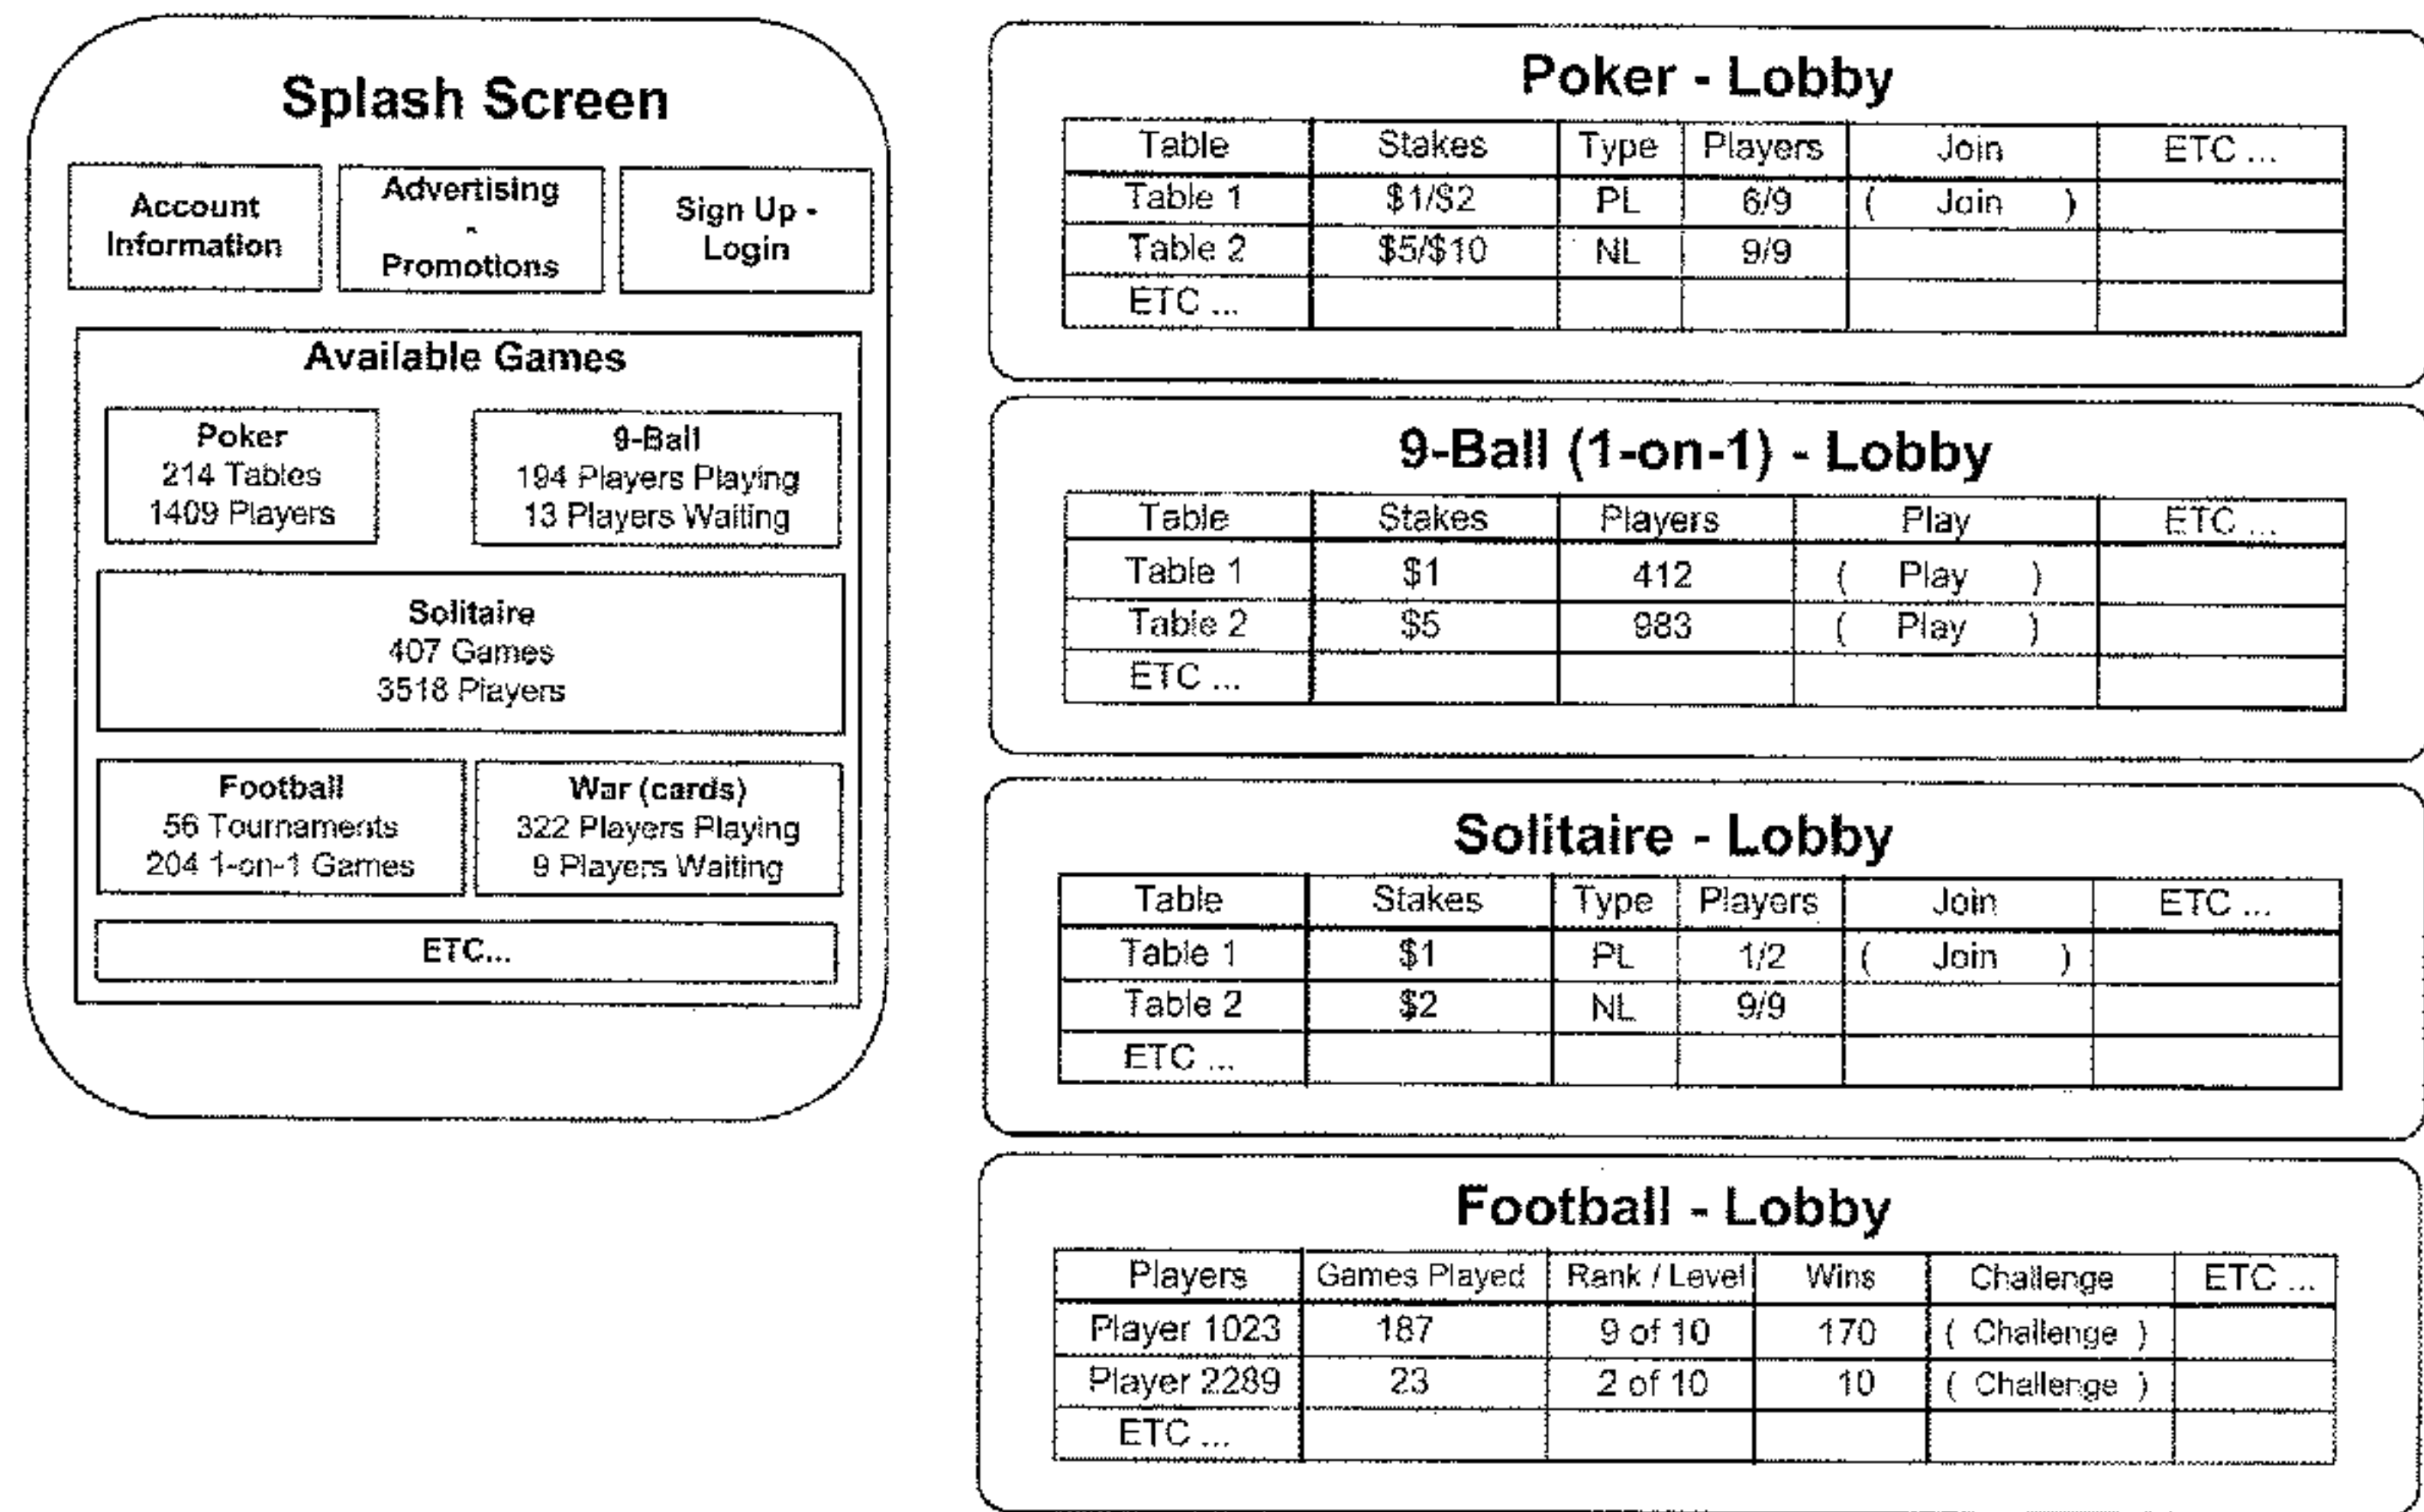 Splash Screen
Account
Information
Advertising
-
Promotions
Sign Up -
Login
Available Games
Poker
214 Tables
1409 Players
9-Ball
194 Players Playing
13 Players Waiting
Solitaire
407 Games
3518 Players
Football
56 Tournaments
204 1-on-1 Games
War (cards)
322 Players Playing
9 Players Waiting
ETC...
Poker - Lobby
Table Stakes Type Players Join ETC ...
Table 1 $1/$2 PL 6/9 ( Join )
Table 2 $5/$10 NL 9/9
ETC ...
9-Ball (1-on-1) - Lobby
Table Stakes Players Play ETC ...
Table 1 $1 412 ( Play )
Table 2 $5 983 ( Play )
ETC ...
Solitaire - Lobby
Table Stakes Type Players Join ETC ...
Table 1 $1 PL 1/2 ( Join )
Table 2 $2 NL 9/9
ETC ...
Football - Lobby
Players Games Played Rank / Level Wins Challenge ETC ...
Player 1023 187 9 of 10 170 ( Challenge )
Player 2289 23 2 of 10 10 ( Challenge )
ETC ...